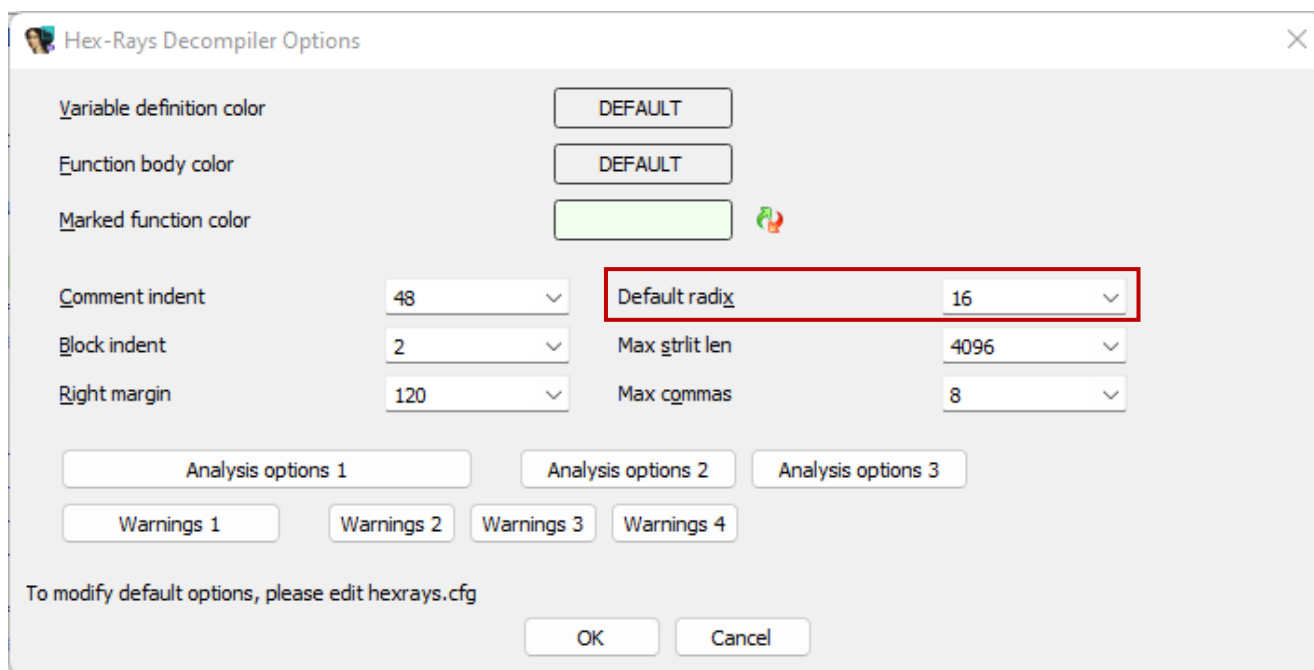 Hex-Rays Decompiler Options
Variable definition color DEFAULT
Function body color DEFAULT
Marked function color
Comment indent 48 Default radix 16
Block indent 2 Max strlit len 4096
Right margin 120 Max commas 8
Analysis options 1 Analysis options 2 Analysis options 3
Warnings 1 Warnings 2 Warnings 3 Warnings 4
To modify default options, please edit hexrays.cfg
OK Cancel